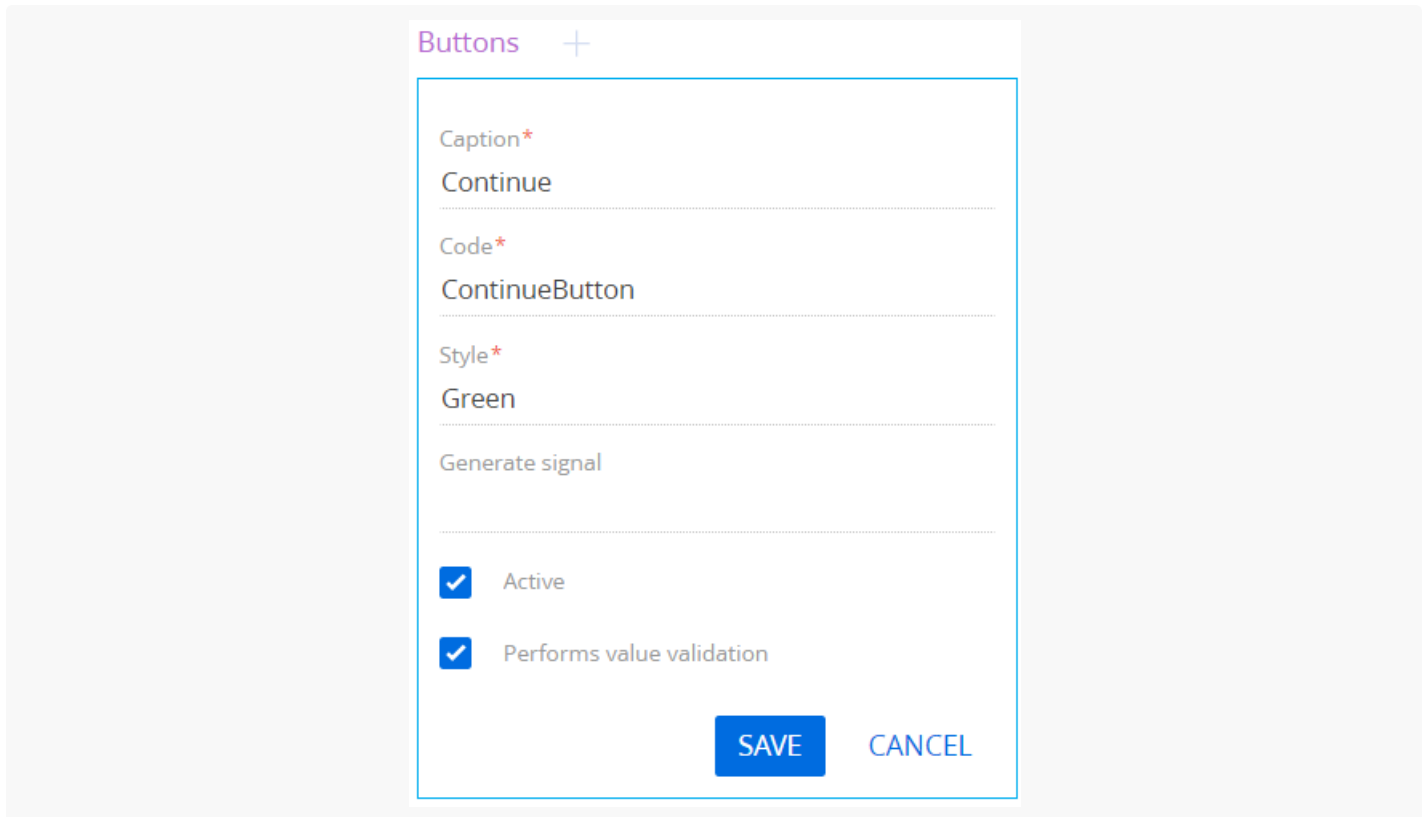 Buttons
Caption*
Continue
Code*
ContinueButton
Style*
Green
Generate signal
Active
Performs value validation
SAVE CANCEL